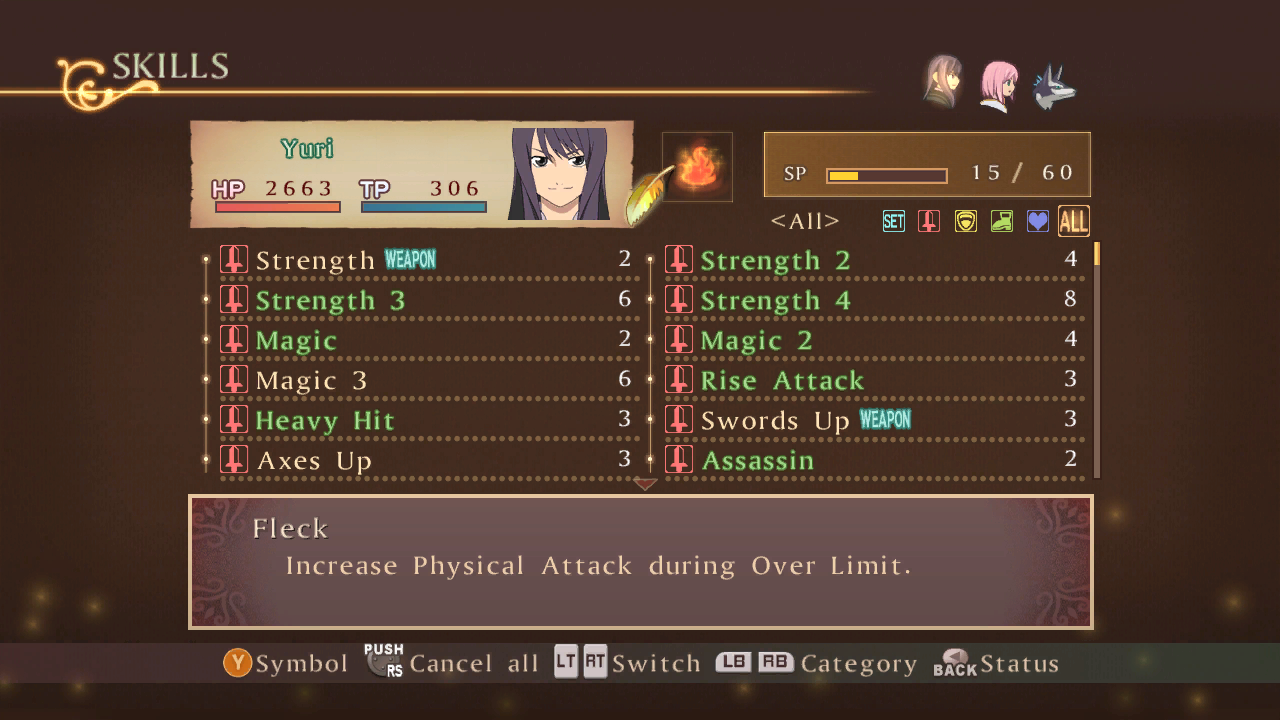 SKILLS
Yuri
HP 2663 TP 306
SP 15 / 60
<All> SET ALL
Strength WEAPON 2 Strength 2 4
Strength 3 6 Strength 4 8
Magic 2 Magic 2 4
Magic 3 6 Rise Attack 3
Heavy Hit 3 Swords Up WEAPON 3
Axes Up 3 Assassin 2
Fleck
Increase Physical Attack during Over Limit.
Y Symbol PUSH RS Cancel all LT RT Switch LB RB Category BACK Status